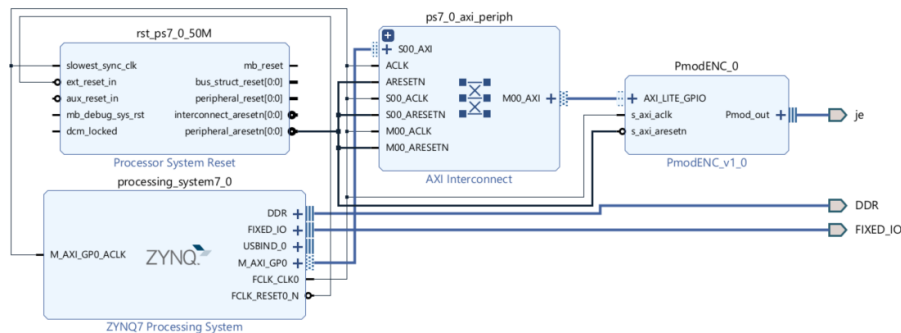 ps7_0_axi_periph
rst_ps7_0_50M
slowest_sync_clk
ext_reset_in
aux_reset_in
mb_debug_sys_rst
dcm_locked
mb_reset
bus_struct_reset[0:0]
peripheral_reset[0:0]
interconnect_aresetn[0:0]
peripheral_aresetn[0:0]
Processor System Reset
S00_AXI
ACLK
ARESETN
S00_ACLK
S00_ARESETN
M00_ACLK
M00_ARESETN
M00_AXI
AXI Interconnect
PmodENC_0
AXI_LITE_GPIO
s_axi_aclk
s_axi_aresetn
Pmod_out
PmodENC_v1_0
je
processing_system7_0
M_AXI_GP0_ACLK
ZYNQ
DDR
FIXED_IO
USBIND_0
M_AXI_GP0
FCLK_CLK0
FCLK_RESET0_N
ZYNQ7 Processing System
DDR
FIXED_IO